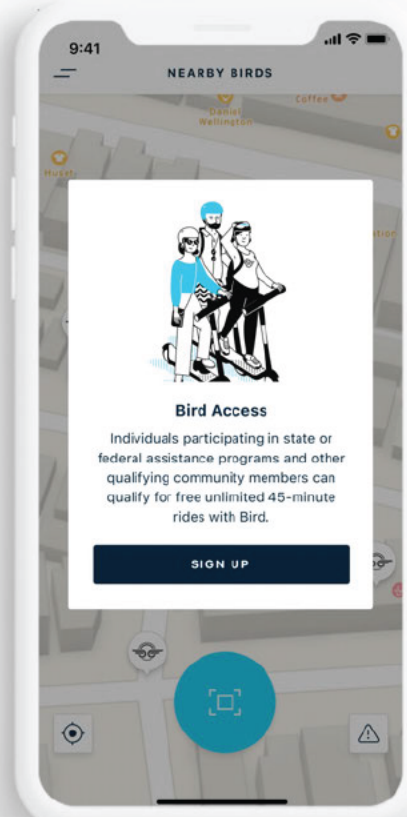 9:41
NEARBY BIRDS
Coffee
Daniel
Wellington
Bird Access
Individuals participating in state or
federal assistance programs and other
qualifying community members can
qualify for free unlimited 45-minute
rides with Bird.
SIGN UP